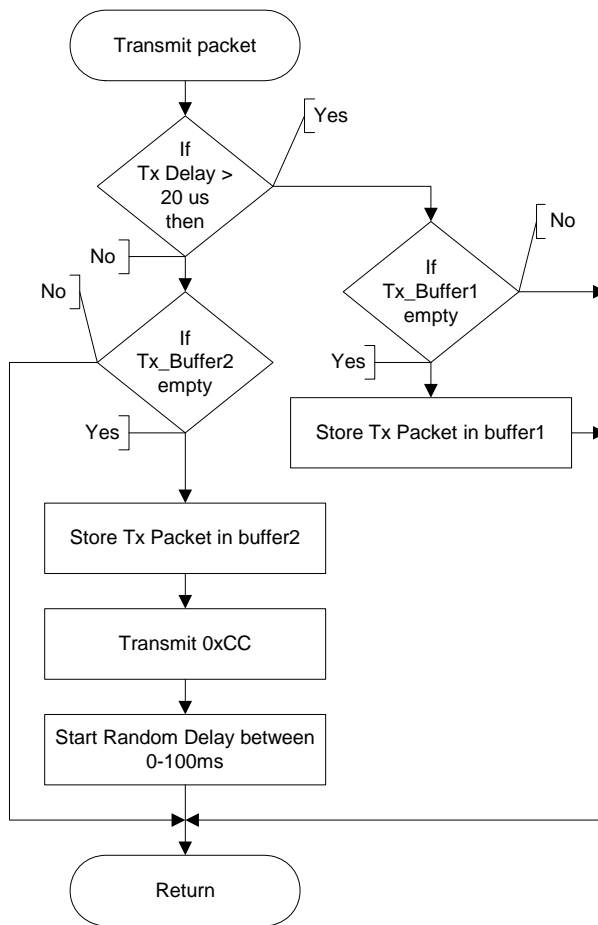 Transmit packet
If
Tx Delay >
20 us
then
Yes
No
If
Tx_Buffer1
empty
No
Yes
Store Tx Packet in buffer1
No
If
Tx_Buffer2
empty
Yes
Store Tx Packet in buffer2
Transmit 0xCC
Start Random Delay between
0-100ms
Return